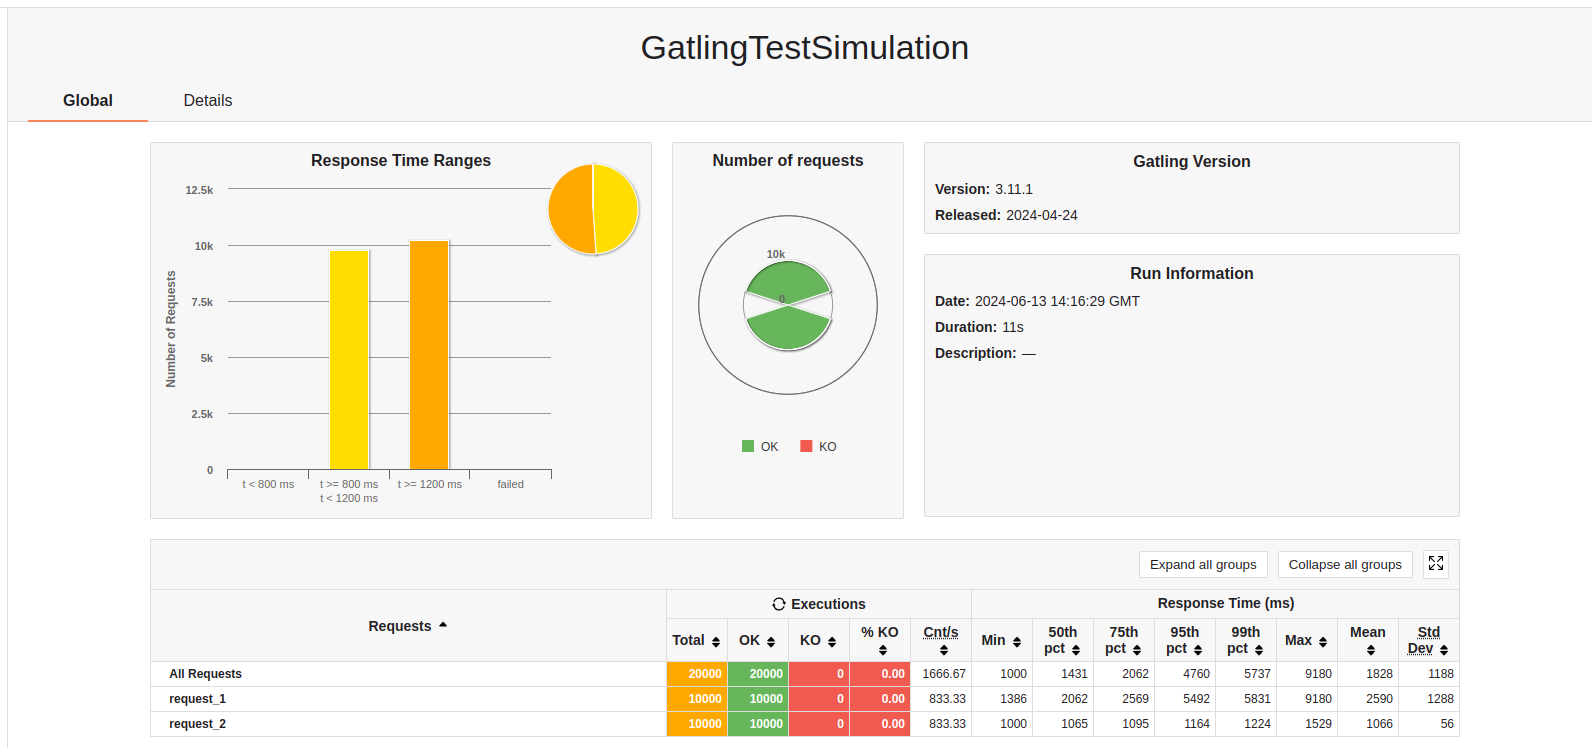 GatlingTestSimulation
Global Details
Response Time Ranges
12.5k
10k
7.5k
5k
2.5k
0
Number of Requests
t < 800 ms
t >= 800 ms
t < 1200 ms
t >= 1200 ms
failed
Number of requests
10k
0
OK KO
Gatling Version
Version: 3.11.1
Released: 2024-04-24
Run Information
Date: 2024-06-13 14:16:29 GMT
Duration: 11s
Description: —
Expand all groups Collapse all groups
Requests Executions Response Time (ms)
Total OK KO % KO Cnt/s Min 50th pct 75th pct 95th pct 99th pct Max Mean Std Dev
All Requests 20000 20000 0 0.00 1666.67 1000 1431 2062 4760 5737 9180 1828 1188
request_1 10000 10000 0 0.00 833.33 1386 2062 2569 5492 5831 9180 2590 1288
request_2 10000 10000 0 0.00 833.33 1000 1065 1095 1164 1224 1529 1066 56